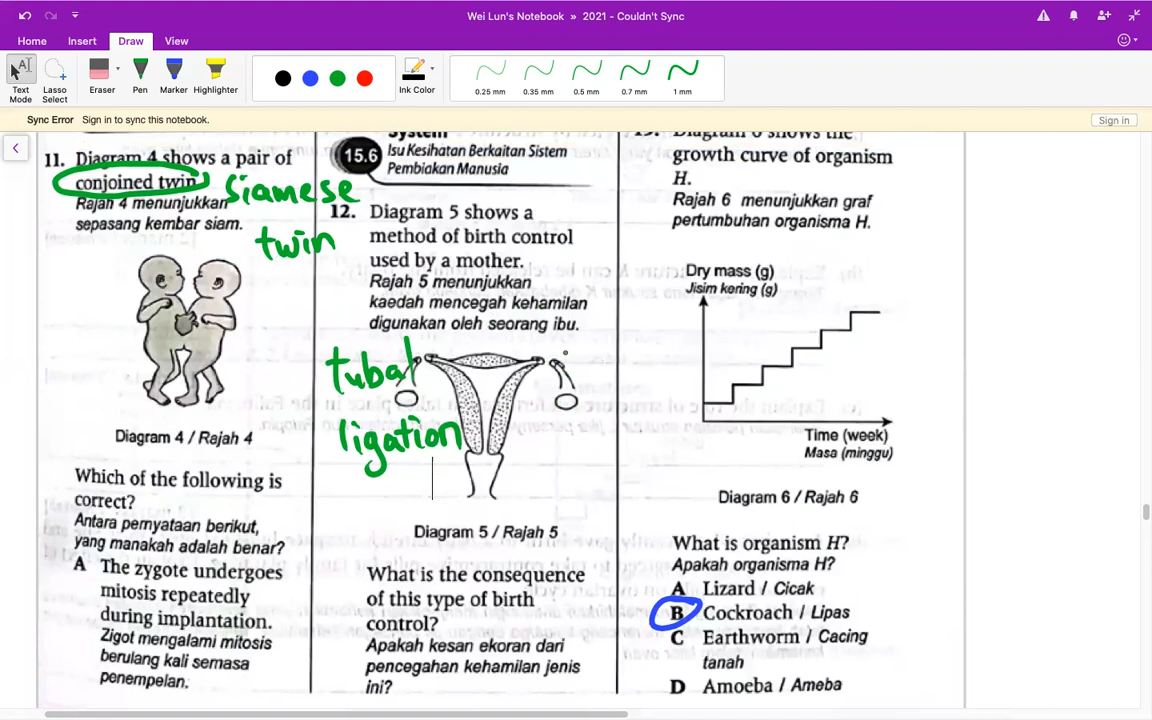 Wei Lun's Notebook » 2021 - Couldn't Sync
Home Insert Draw View
Text Mode
Lasso Select
Eraser
Pen
Marker
Highlighter
Ink Color
0.25 mm
0.35 mm
0.5 mm
0.7 mm
1 mm
Sync Error Sign in to sync this notebook.
Sign in
11. Diagram 4 shows a pair of
conjoined twin
Rajah 4 menunjukkan
sepasang kembar siam.
siamese
twin
Diagram 4 / Rajah 4
Which of the following is
correct?
Antara pernyataan berikut,
yang manakah adalah benar?
A The zygote undergoes
mitosis repeatedly
during implantation.
Zigot mengalami mitosis
berulang kali semasa
penempelan.
System
15.6
Isu Kesihatan Berkaitan Sistem
Pembiakan Manusia
12. Diagram 5 shows a
method of birth control
used by a mother.
Rajah 5 menunjukkan
kaedah mencegah kehamilan
digunakan oleh seorang ibu.
tubal
ligation
Diagram 5 / Rajah 5
What is the consequence
of this type of birth
control?
Apakah kesan ekoran dari
pencegahan kehamilan jenis
ini?
Diagram 6 shows the
growth curve of organism
H.
Rajah 6 menunjukkan graf
pertumbuhan organisma H.
Dry mass (g)
Jisim kering (g)
Time (week)
Masa (minggu)
Diagram 6 / Rajah 6
What is organism H?
Apakah organisma H?
A Lizard / Cicak
B Cockroach / Lipas
C Earthworm / Cacing
tanah
D Amoeba / Ameba